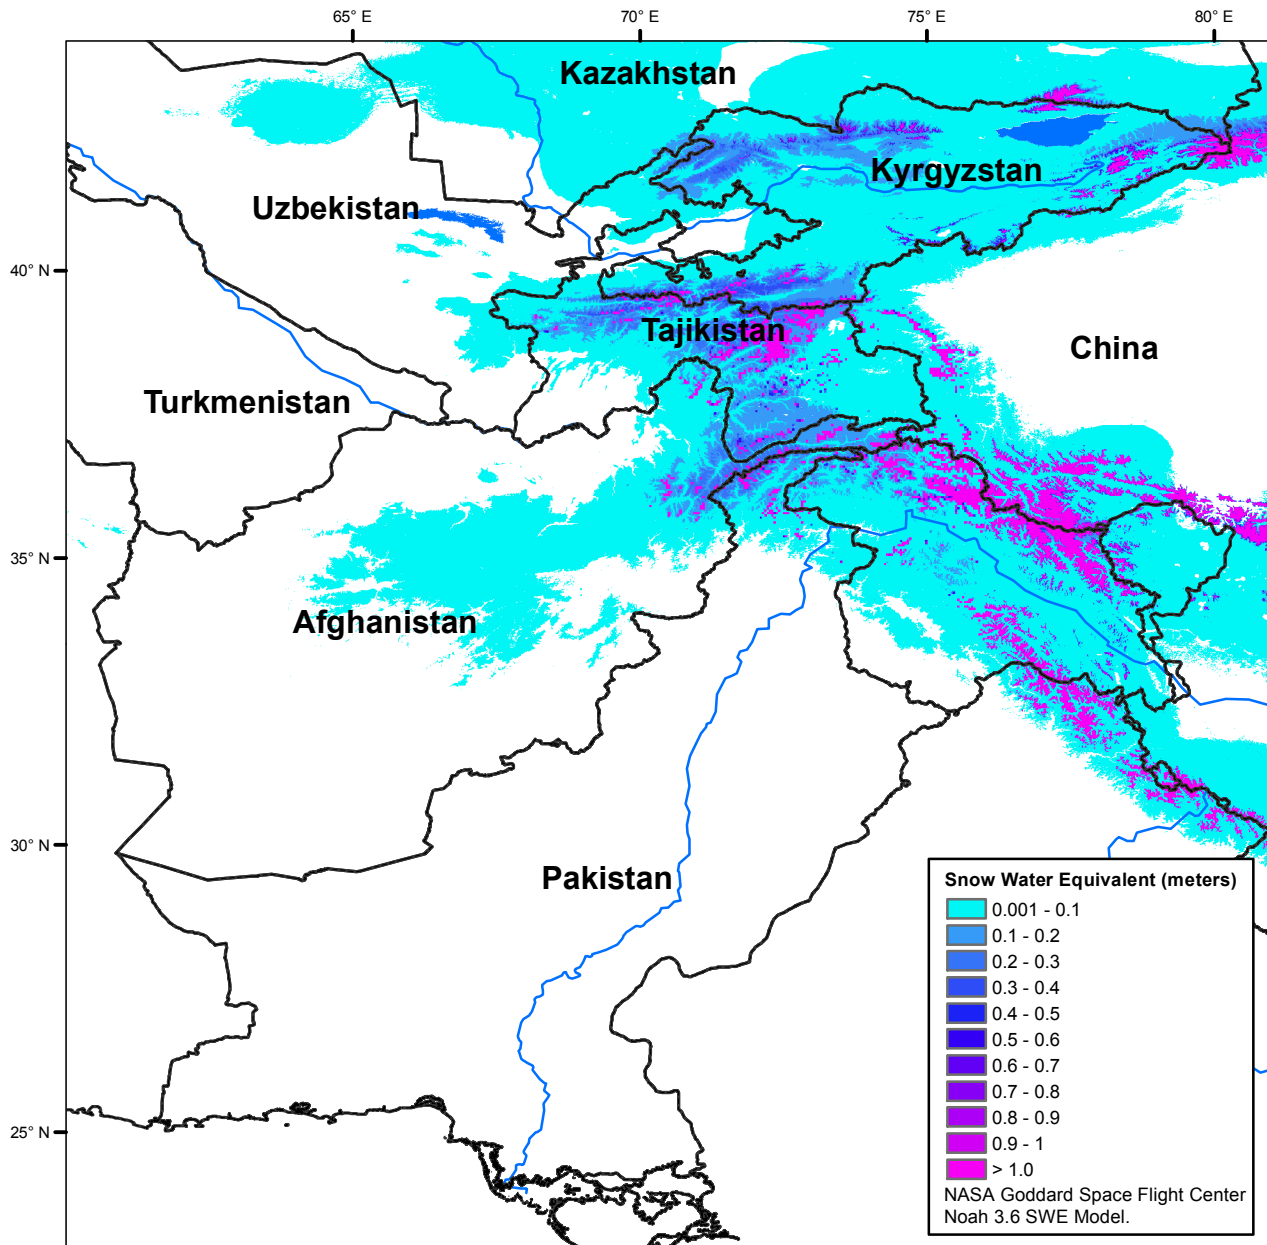 65° E
70° E
75° E
80° E
Kazakhstan
Kyrgyzstan
Uzbekistan
40° N
Tajikistan
China
Turkmenistan
35° N
Afghanistan
30° N
Pakistan
25° N
Snow Water Equivalent (meters)
0.001 - 0.1
0.1 - 0.2
0.2 - 0.3
0.3 - 0.4
0.4 - 0.5
0.5 - 0.6
0.6 - 0.7
0.7 - 0.8
0.8 - 0.9
0.9 - 1
> 1.0
NASA Goddard Space Flight Center
Noah 3.6 SWE Model.